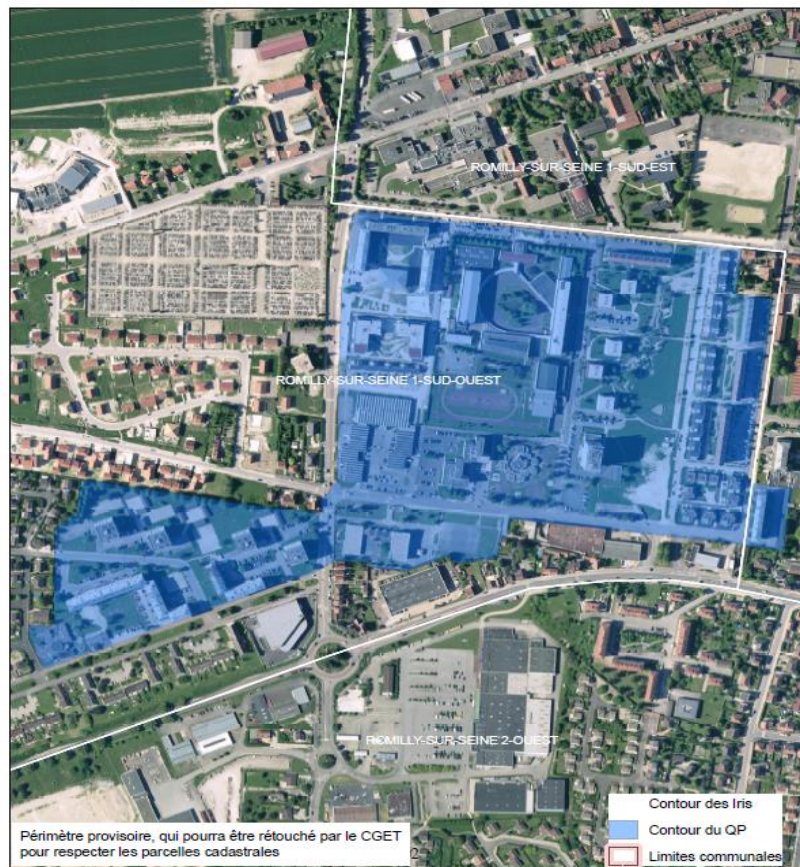 ROMILLY-SUR-SEINE 1-SUD-EST
ROMILLY-SUR-SEINE 1-SUD-OUEST
ROMILLY-SUR-SEINE 2-OUEST
Périmètre provisoire, qui pourra être rétouché par le CGET
pour respecter les parcelles cadastrales
2
Contour des Iris
Contour du QP
Limites communales